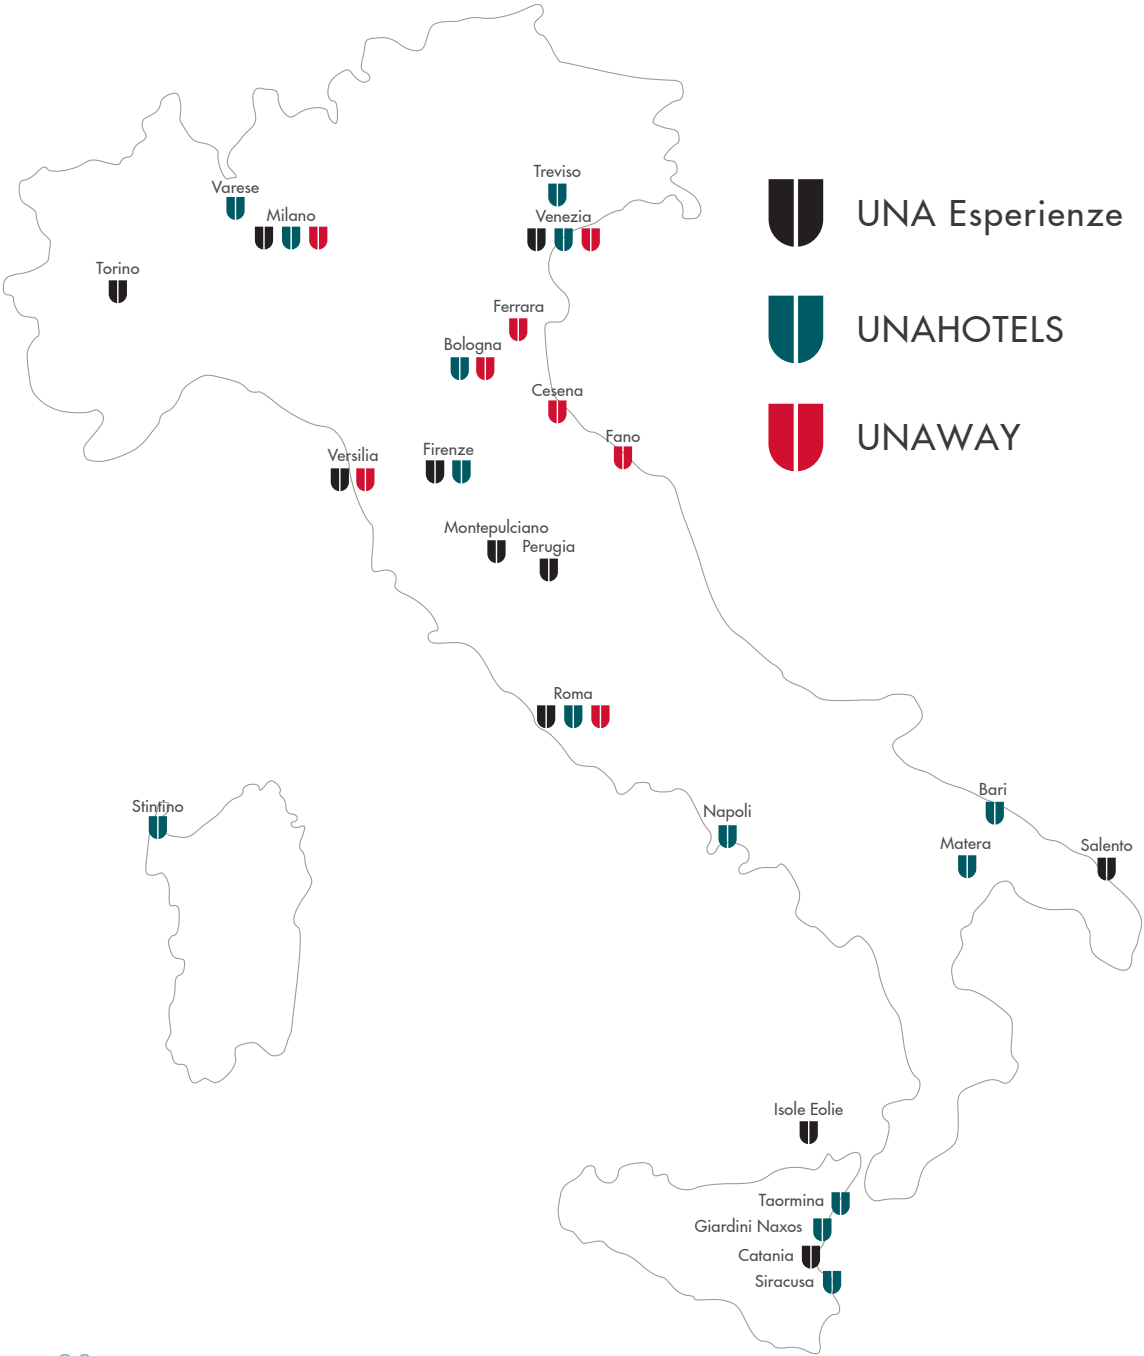 Treviso
Varese
Venezia
Milano
UNA Esperienze
Torino
Ferrara
UNAHOTELS
Bologna
Cesena
Fano
UNAWAY
Firenze
Versilia
Montepulciano
Perugia
Roma
Bari
Stintino
Napoli
Matera
Salento
Isole Eolie
Taormina
Giardini Naxos
Catania
Siracusa